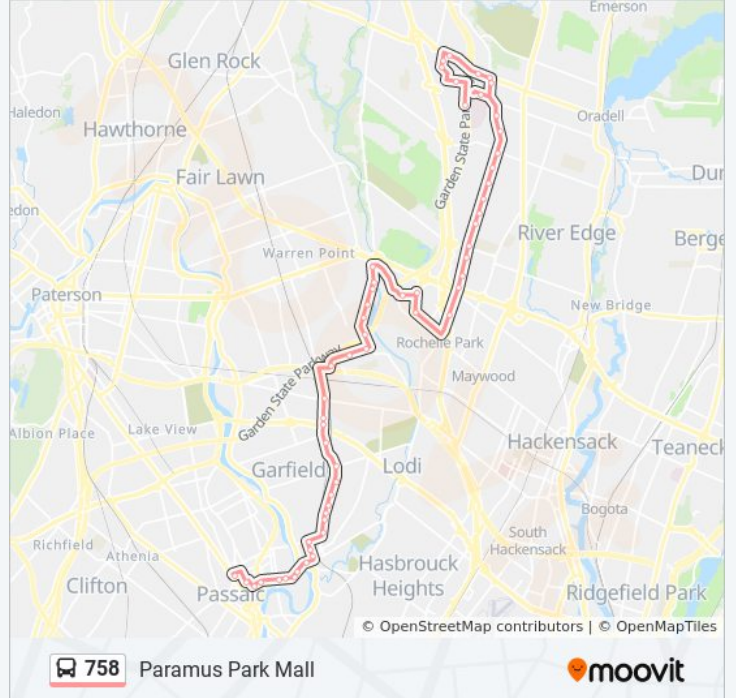 Emerson
Glen Rock
Haledon
Oradell
Hawthorne
Garden State Par
Fair Lawn
Dum
edon
River Edge
Berge
Warren Point
Paterson
New Bridge
Rochelle Park
Garden State Parkway
Maywood
Albion Place
Lake View
Hackensack
Teaneck
Garfield
Lodi
Bogota
South
Hackensack
Richfield
Athenia
Hasbrouck
Heights
Clifton
Passaic
Ridgefield Park
© OpenStreetMap contributors | © OpenMapTiles
758 Paramus Park Mall
moovit